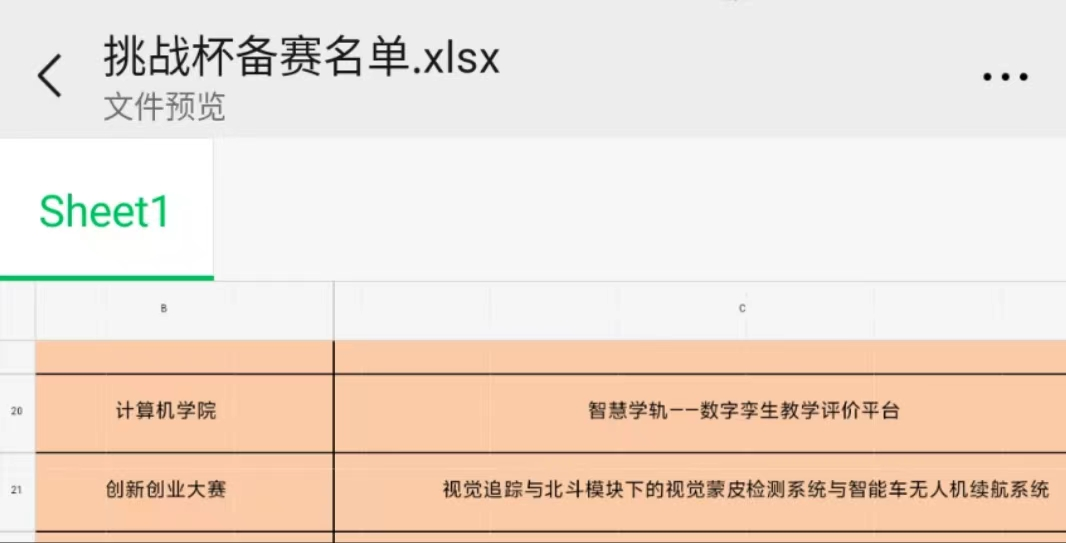 挑战杯备赛名单.xlsx
文件预览
Sheet1
B C
20 计算机学院 智慧学轨——数字孪生教学评价平台
21 创新创业大赛 视觉追踪与北斗模块下的视觉蒙皮检测系统与智能车无人机续航系统